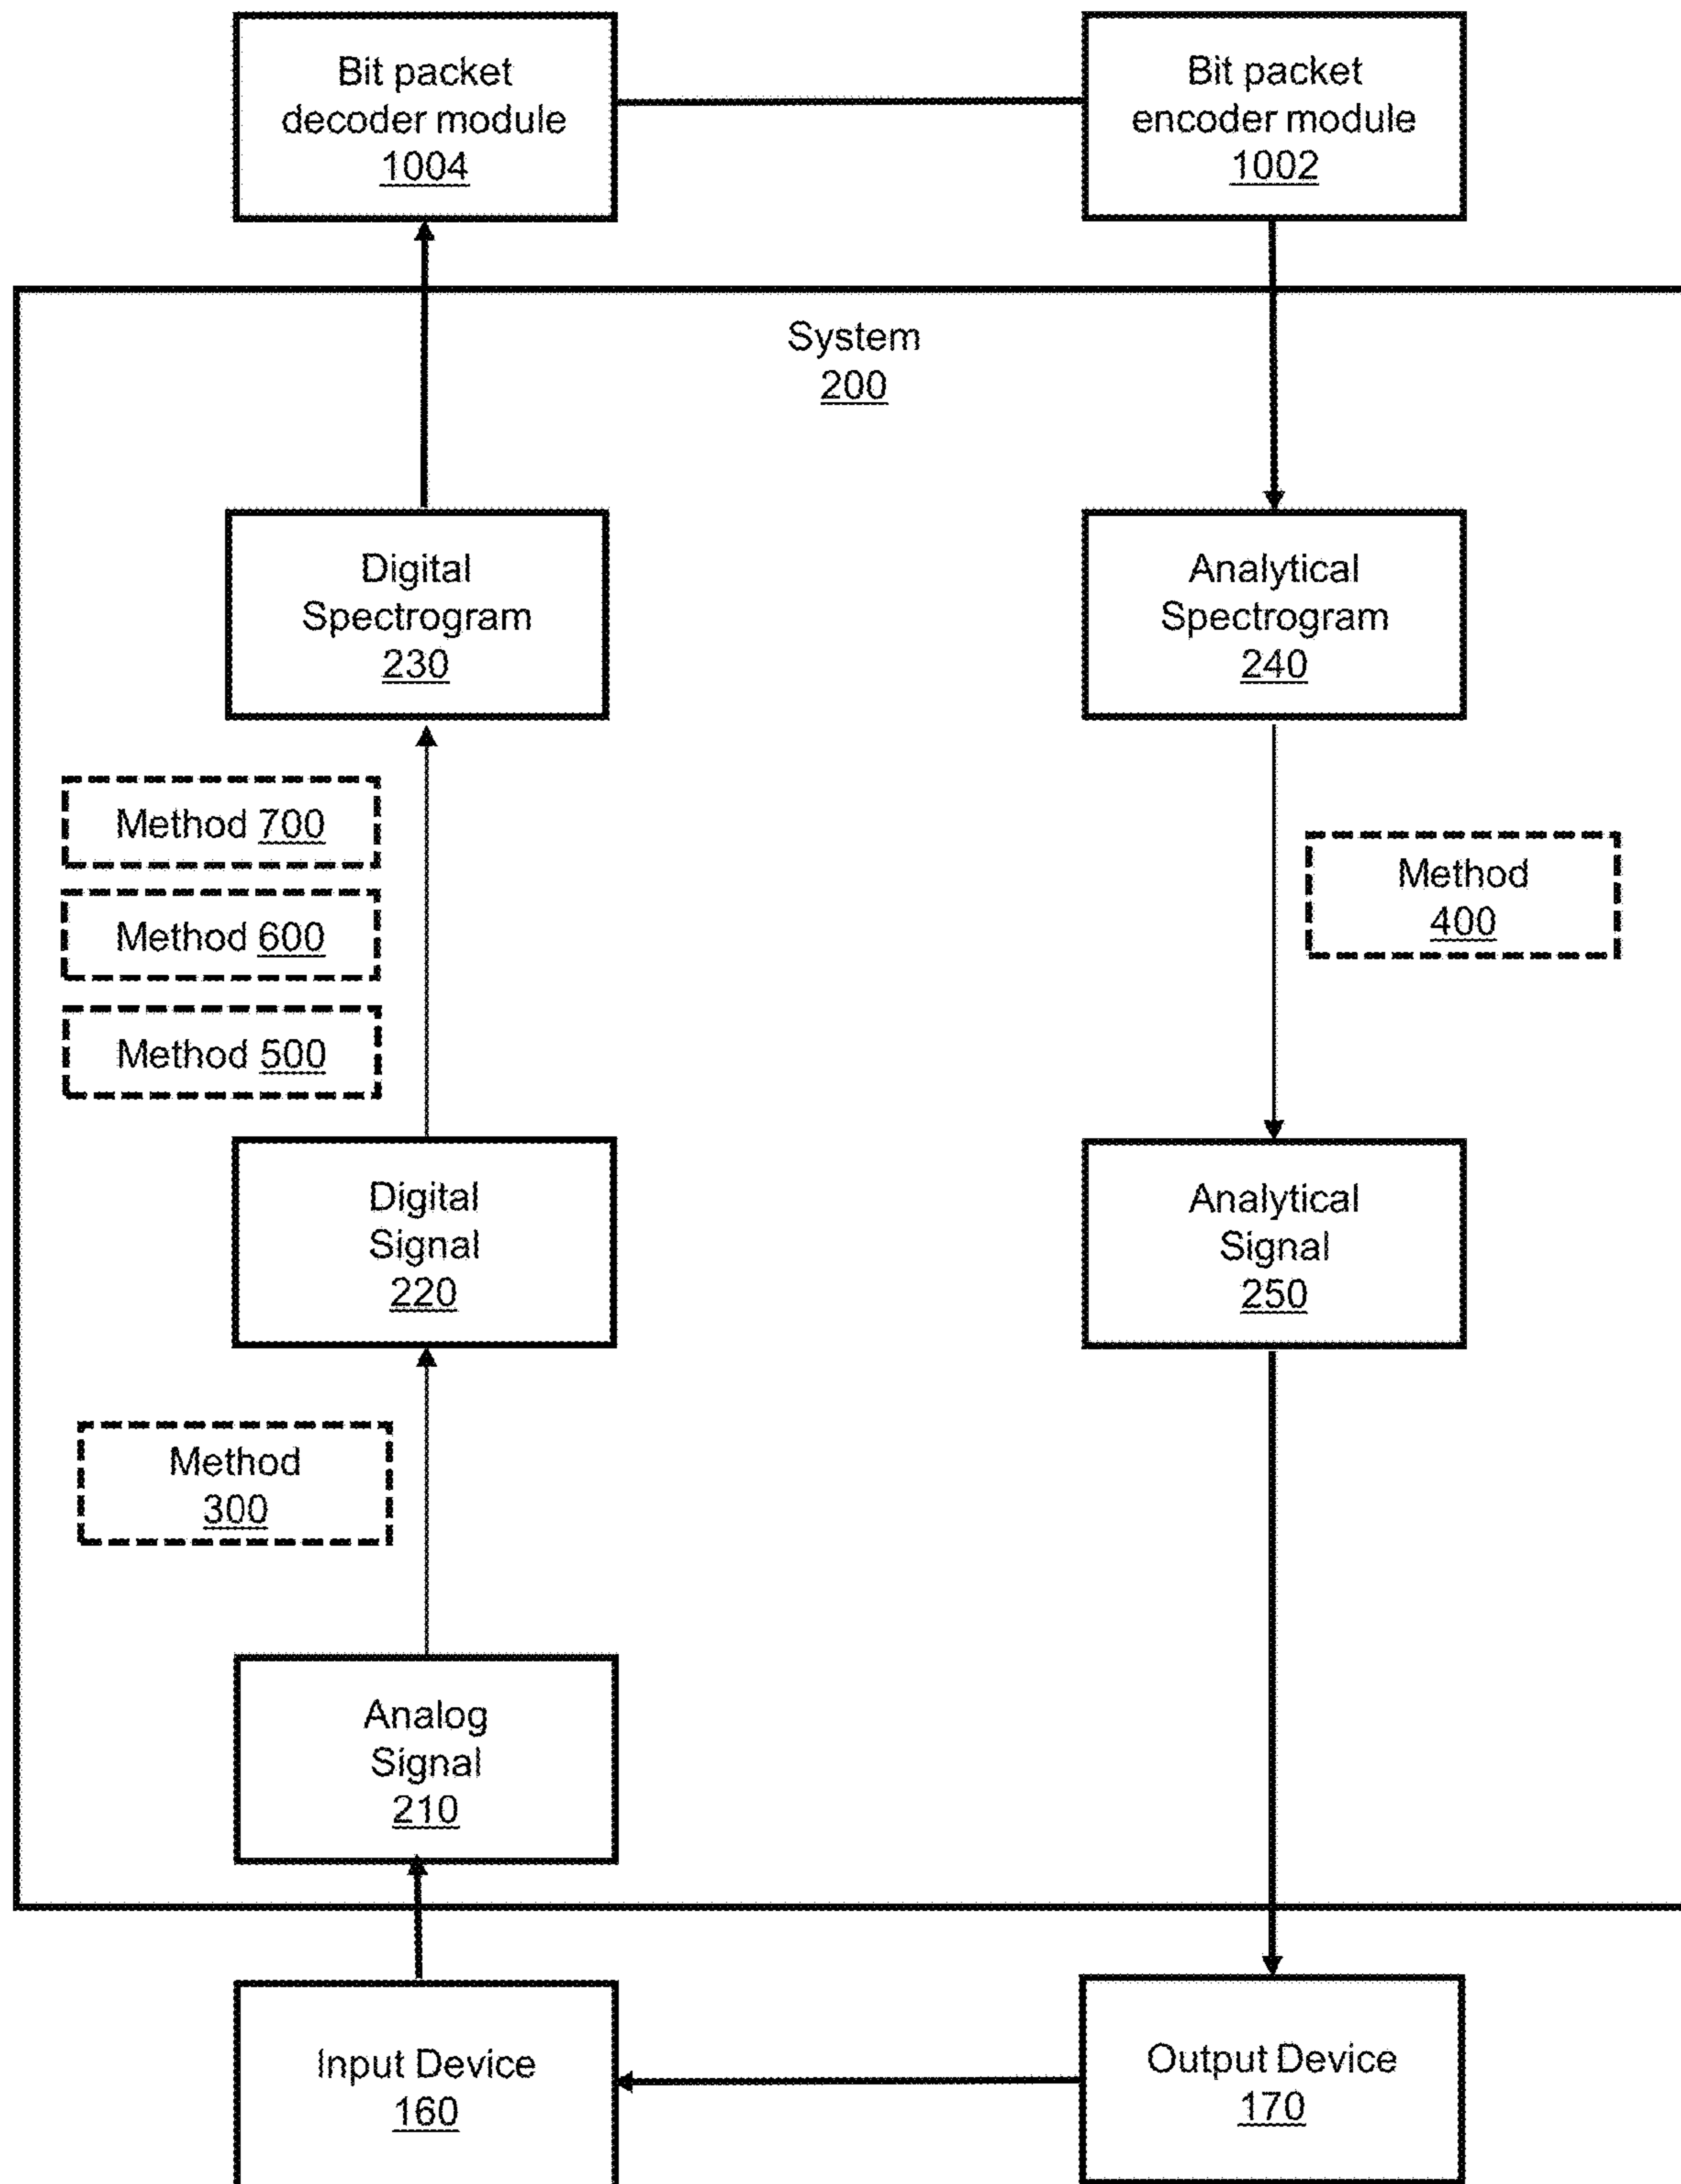 Bit packet
decoder module
1004
Bit packet
encoder module
1002
System
200
Digital
Spectrogram
230
Analytical
Spectrogram
240
Method 700
Method 600
Method 500
Method
400
Digital
Signal
220
Analytical
Signal
250
Method
300
Analog
Signal
210
Input Device
160
Output Device
170